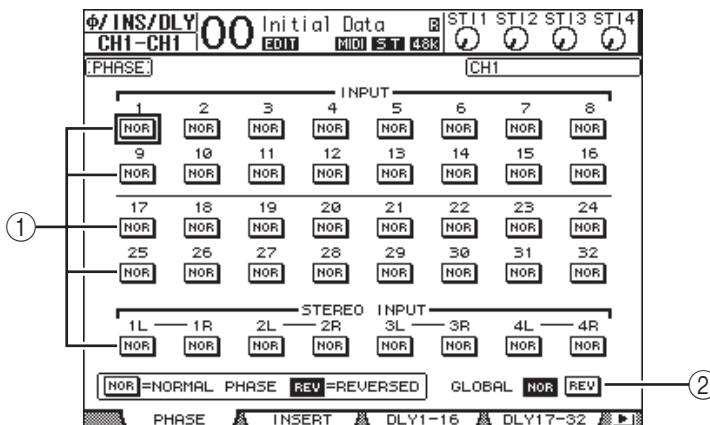 φ/INS/DLY 00 Initial Data R ST11 ST12 ST13 ST14
CH1-CH1 EDIT MIDI S.T 48K
PHASE CH1
INPUT
1 2 3 4 5 6 7 8
NOR NOR NOR NOR NOR NOR NOR NOR
9 10 11 12 13 14 15 16
NOR NOR NOR NOR NOR NOR NOR NOR
1
17 18 19 20 21 22 23 24
NOR NOR NOR NOR NOR NOR NOR NOR
25 26 27 28 29 30 31 32
NOR NOR NOR NOR NOR NOR NOR NOR
STEREO INPUT
1L 1R 2L 2R 3L 3R 4L 4R
NOR NOR NOR NOR NOR NOR NOR NOR
NOR=NORMAL PHASE REV=REVERSED GLOBAL NOR REV 2
PHASE INSERT DLY1-16 DLY17-32